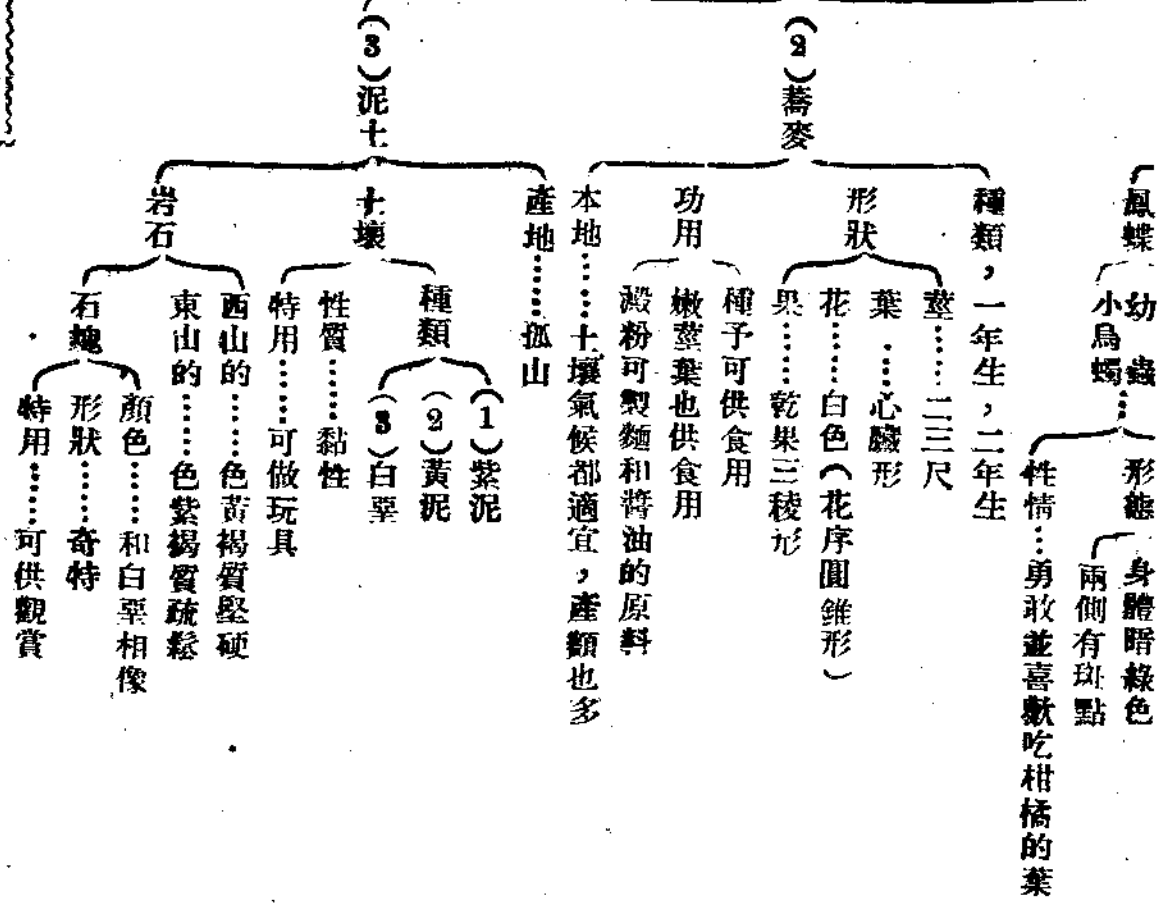 鳳蝶
幼蟲
小鳥蠋……
形態
身體暗綠色
兩側有斑點
性情…勇敢並喜歡吃柑橘的葉
(2)蕎麥
種類，一年生，二年生
形狀
莖……二三尺
葉……心臟形
花……白色(花序圓錐形)
果……乾果三稜形
功用
種子可供食用
嫩莖葉也供食用
澱粉可製麵和醬油的原料
本地……土壤氣候都適宜，產額也多
(3)泥土
產地……孤山
土壤
種類
(1)紫泥
(2)黃泥
(3)白堊
性質……黏性
特用……可做玩具
岩石
西山的……色黃褐質堅硬
東山的……色紫褐質疏鬆
石塊
顏色……和白堊相像
形狀……奇特
特用……可供觀賞